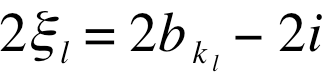 2ξ_l = 2b_{k_l} − 2i